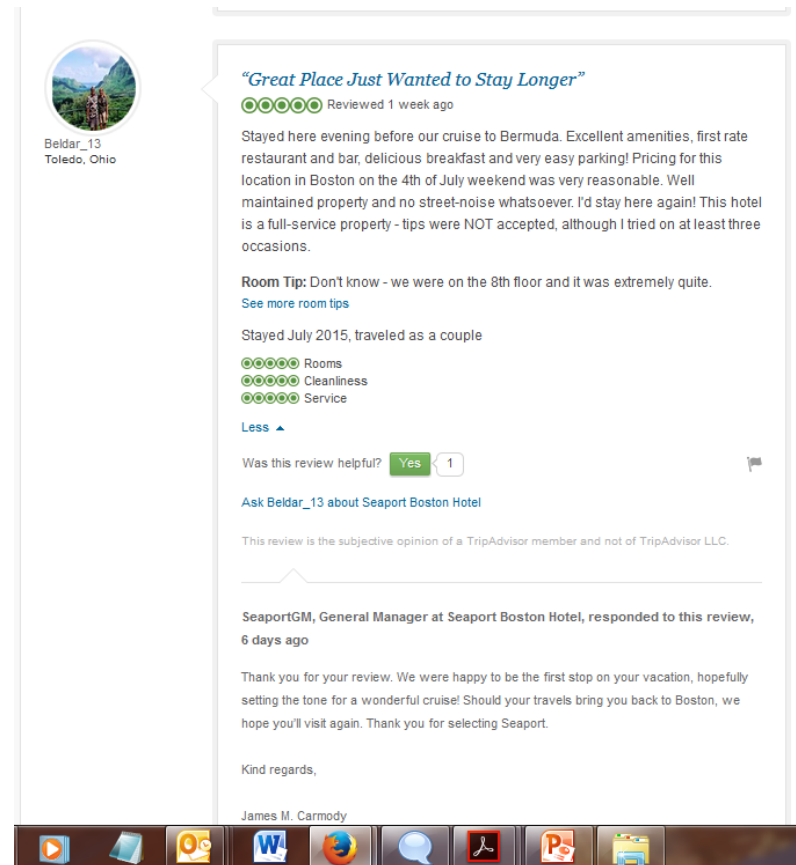 “Great Place Just Wanted to Stay Longer”
Reviewed 1 week ago
Beldar_13
Toledo, Ohio
Stayed here evening before our cruise to Bermuda. Excellent amenities, first rate
restaurant and bar, delicious breakfast and very easy parking! Pricing for this
location in Boston on the 4th of July weekend was very reasonable. Well
maintained property and no street-noise whatsoever. I'd stay here again! This hotel
is a full-service property - tips were NOT accepted, although I tried on at least three
occasions.
Room Tip: Don't know - we were on the 8th floor and it was extremely quite.
See more room tips
Stayed July 2015, traveled as a couple
Rooms
Cleanliness
Service
Less
Was this review helpful? Yes 1
Ask Beldar_13 about Seaport Boston Hotel
This review is the subjective opinion of a TripAdvisor member and not of TripAdvisor LLC.
SeaportGM, General Manager at Seaport Boston Hotel, responded to this review,
6 days ago
Thank you for your review. We were happy to be the first stop on your vacation, hopefully
setting the tone for a wonderful cruise! Should your travels bring you back to Boston, we
hope you'll visit again. Thank you for selecting Seaport.
Kind regards,
James M. Carmody